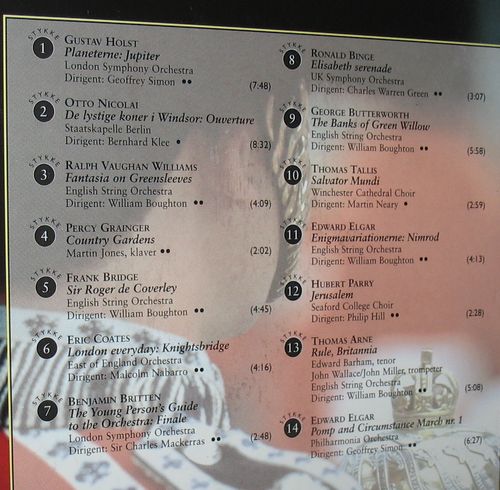 STYKKE
1
GUSTAV HOLST
Planeterne: Jupiter
London Symphony Orchestra
Dirigent: Geoffrey Simon •• (7:48)
STYKKE
2
OTTO NICOLAI
De lystige koner i Windsor: Ouverture
Staatskapelle Berlin
Dirigent: Bernhard Klee • (8:32)
STYKKE
3
RALPH VAUGHAN WILLIAMS
Fantasia on Greensleeves
English String Orchestra
Dirigent: William Boughton •• (4:09)
STYKKE
4
PERCY GRAINGER
Country Gardens
Martin Jones, klaver •• (2:02)
STYKKE
5
FRANK BRIDGE
Sir Roger de Coverley
English String Orchestra
Dirigent: William Boughton •• (4:45)
STYKKE
6
ERIC COATES
London everyday: Knightsbridge
East of England Orchestra
Dirigent: Malcolm Nabarro •• (4:16)
STYKKE
7
BENJAMIN BRITTEN
The Young Person's Guide
to the Orchestra: Finale
London Symphony Orchestra
Dirigent: Sir Charles Mackerras •• (2:48)
STYKKE
8
RONALD BINGE
Elisabeth serenade
UK Symphony Orchestra
Dirigent: Charles Warren Green •• (3:07)
STYKKE
9
GEORGE BUTTERWORTH
The Banks of Green Willow
English String Orchestra
Dirigent: William Boughton •• (5:58)
STYKKE
10
THOMAS TALLIS
Salvator Mundi
Winchester Cathedral Choir
Dirigent: Martin Neary • (2:59)
STYKKE
11
EDWARD ELGAR
Enigmavariationerne: Nimrod
English String Orchestra
Dirigent: William Boughton •• (4:13)
STYKKE
12
HUBERT PARRY
Jerusalem
Seaford College Choir
Dirigent: Philip Hill •• (2:28)
STYKKE
13
THOMAS ARNE
Rule, Britannia
Edward Barham, tenor
John Wallace/John Miller, trompeter
English String Orchestra
Dirigent: William Boughton •• (5:08)
STYKKE
14
EDWARD ELGAR
Pomp and Circumstance March nr. 1
Philharmonia Orchestra
Dirigent: Geoffrey Simon •• (6:27)